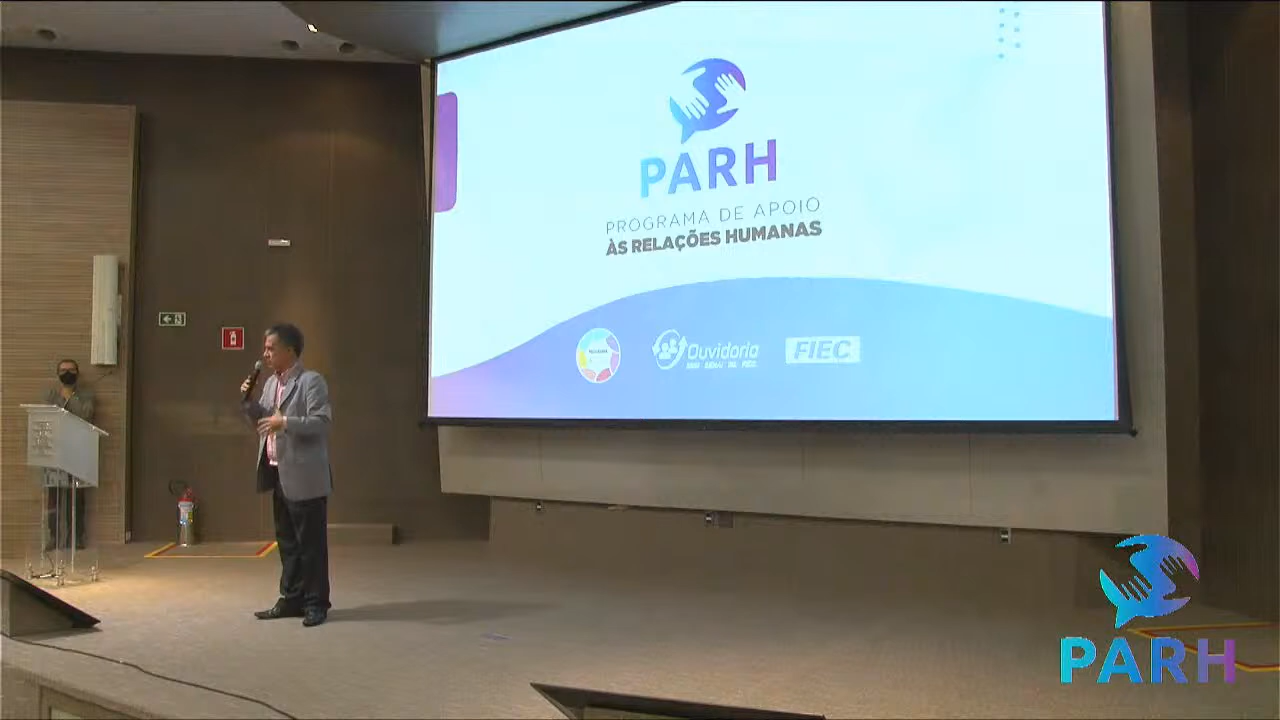 PARH
PROGRAMA DE APOIO
ÀS RELAÇÕES HUMANAS
Ouvidoria
FIEC
PARH